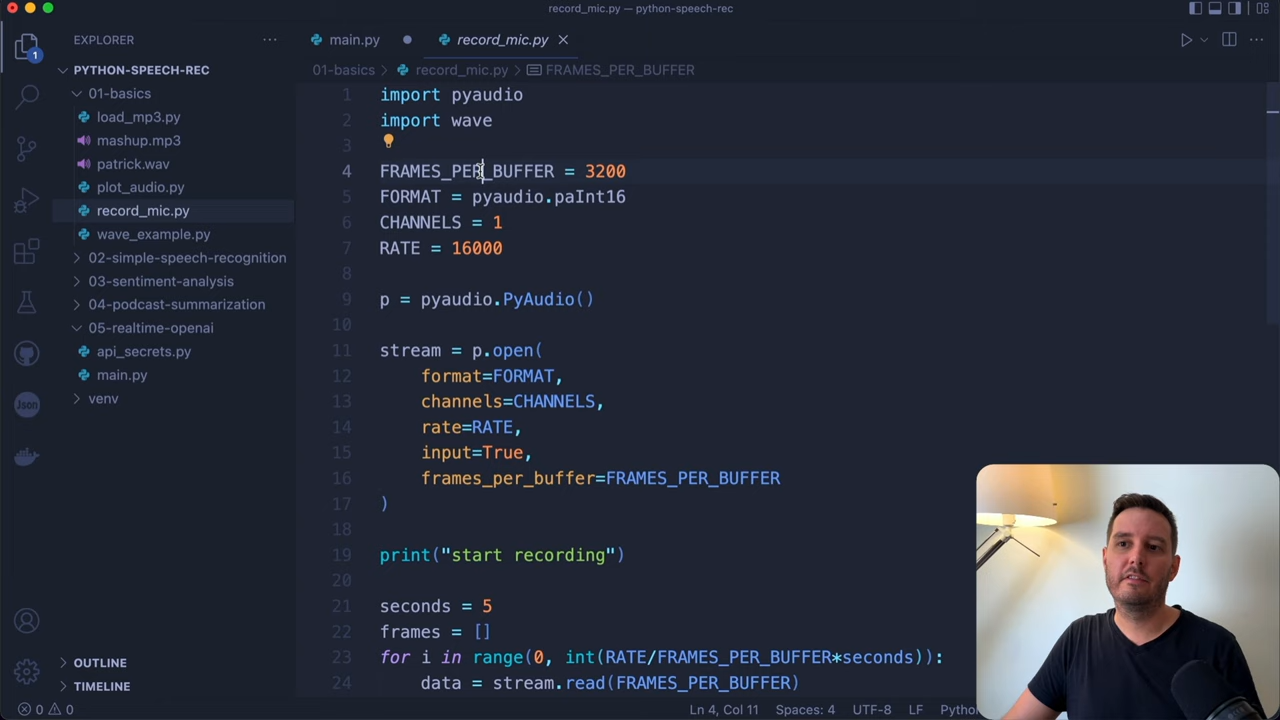 record_mic.py — python-speech-rec
EXPLORER
main.py
record_mic.py
PYTHON-SPEECH-REC
01-basics
load_mp3.py
mashup.mp3
patrick.wav
plot_audio.py
record_mic.py
wave_example.py
02-simple-speech-recognition
03-sentiment-analysis
04-podcast-summarization
05-realtime-openai
api_secrets.py
main.py
venv
OUTLINE
TIMELINE
1
Json
01-basics > record_mic.py > FRAMES_PER_BUFFER
1 import pyaudio
2 import wave
3
4 FRAMES_PER_BUFFER = 3200
5 FORMAT = pyaudio.paInt16
6 CHANNELS = 1
7 RATE = 16000
8
9 p = pyaudio.PyAudio()
10
11 stream = p.open(
12     format=FORMAT,
13     channels=CHANNELS,
14     rate=RATE,
15     input=True,
16     frames_per_buffer=FRAMES_PER_BUFFER
17 )
18
19 print("start recording")
20
21 seconds = 5
22 frames = []
23 for i in range(0, int(RATE/FRAMES_PER_BUFFER*seconds)):
24     data = stream.read(FRAMES_PER_BUFFER)
0 0 Ln 4, Col 11 Spaces: 4 UTF-8 LF Python